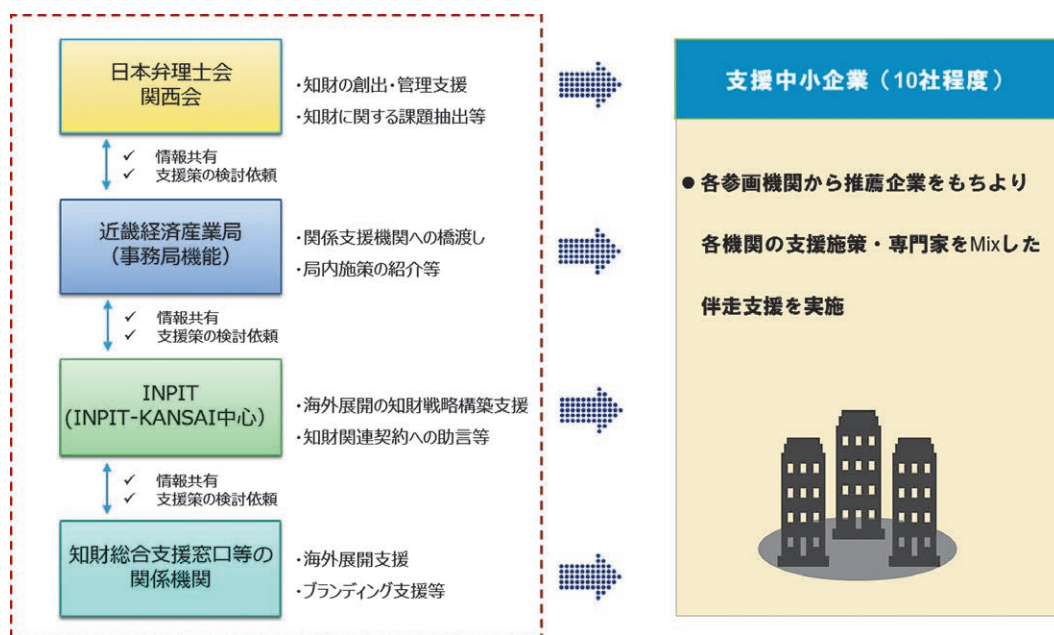 日本弁理士会
関西会
・知財の創出・管理支援
・知財に関する課題抽出等
✓ 情報共有
✓ 支援策の検討依頼
近畿経済産業局
（事務局機能）
・関係支援機関への橋渡し
・局内施策の紹介等
✓ 情報共有
✓ 支援策の検討依頼
INPIT
(INPIT-KANSAI中心）
・海外展開の知財戦略構築支援
・知財関連契約への助言等
✓ 情報共有
✓ 支援策の検討依頼
知財総合支援窓口等の
関係機関
・海外展開支援
・ブランディング支援等
支援中小企業（10社程度）
● 各参画機関から推薦企業をもちより
各機関の支援施策・専門家をMixした
伴走支援を実施